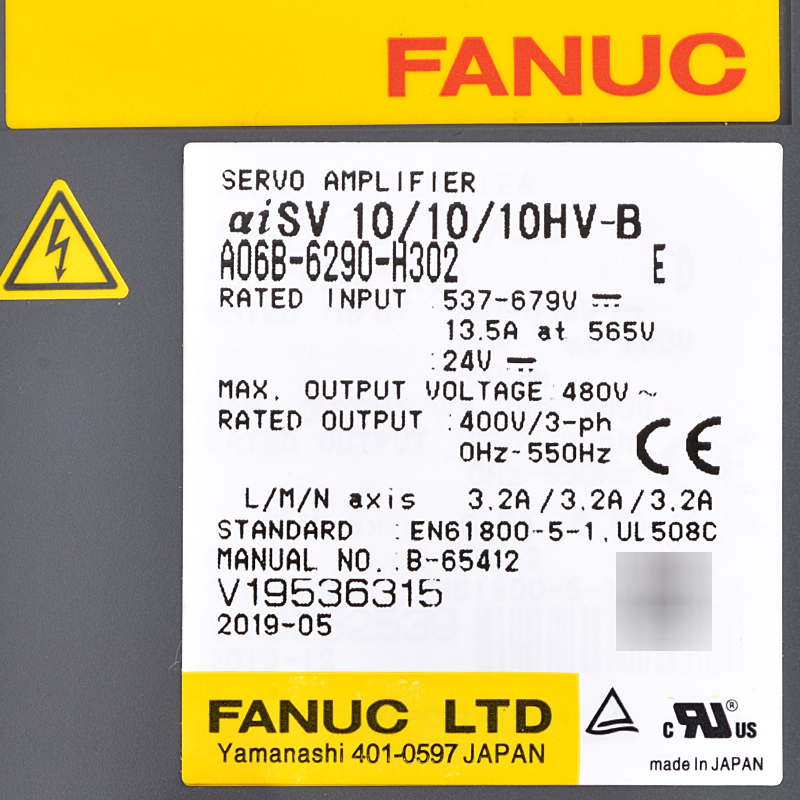 FANUC
SERVO AMPLIFIER
αiSV 10/10/10HV-B
A06B-6290-H302 E
RATED INPUT : 537-679V ⎓
13.5A at 565V
: 24V ⎓
MAX. OUTPUT VOLTAGE: 480V ~
RATED OUTPUT : 400V/3-ph
0Hz-550Hz
CE
L/M/N axis 3.2A/3.2A/3.2A
STANDARD : EN61800-5-1, UL508C
MANUAL NO. : B-65412
V19536315
2019-05
FANUC LTD
Yamanashi 401-0597 JAPAN
c RU® US
made in JAPAN